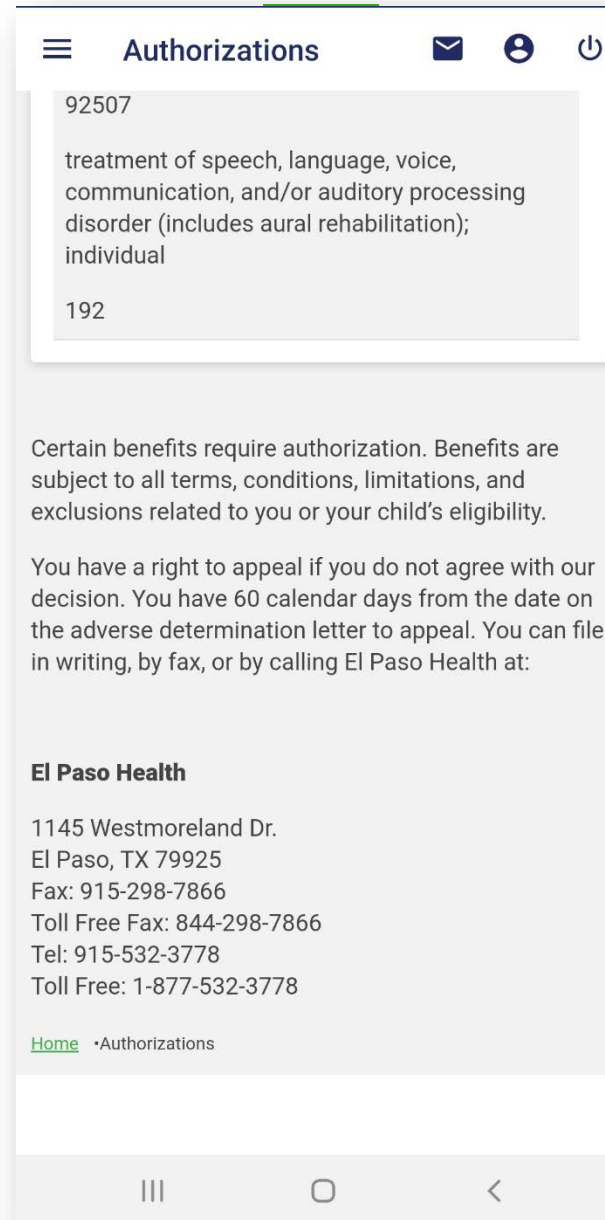 Authorizations
92507
treatment of speech, language, voice,
communication, and/or auditory processing
disorder (includes aural rehabilitation);
individual
192
Certain benefits require authorization. Benefits are
subject to all terms, conditions, limitations, and
exclusions related to you or your child’s eligibility.
You have a right to appeal if you do not agree with our
decision. You have 60 calendar days from the date on
the adverse determination letter to appeal. You can file
in writing, by fax, or by calling El Paso Health at:
El Paso Health
1145 Westmoreland Dr.
El Paso, TX 79925
Fax: 915-298-7866
Toll Free Fax: 844-298-7866
Tel: 915-532-3778
Toll Free: 1-877-532-3778
Home •Authorizations